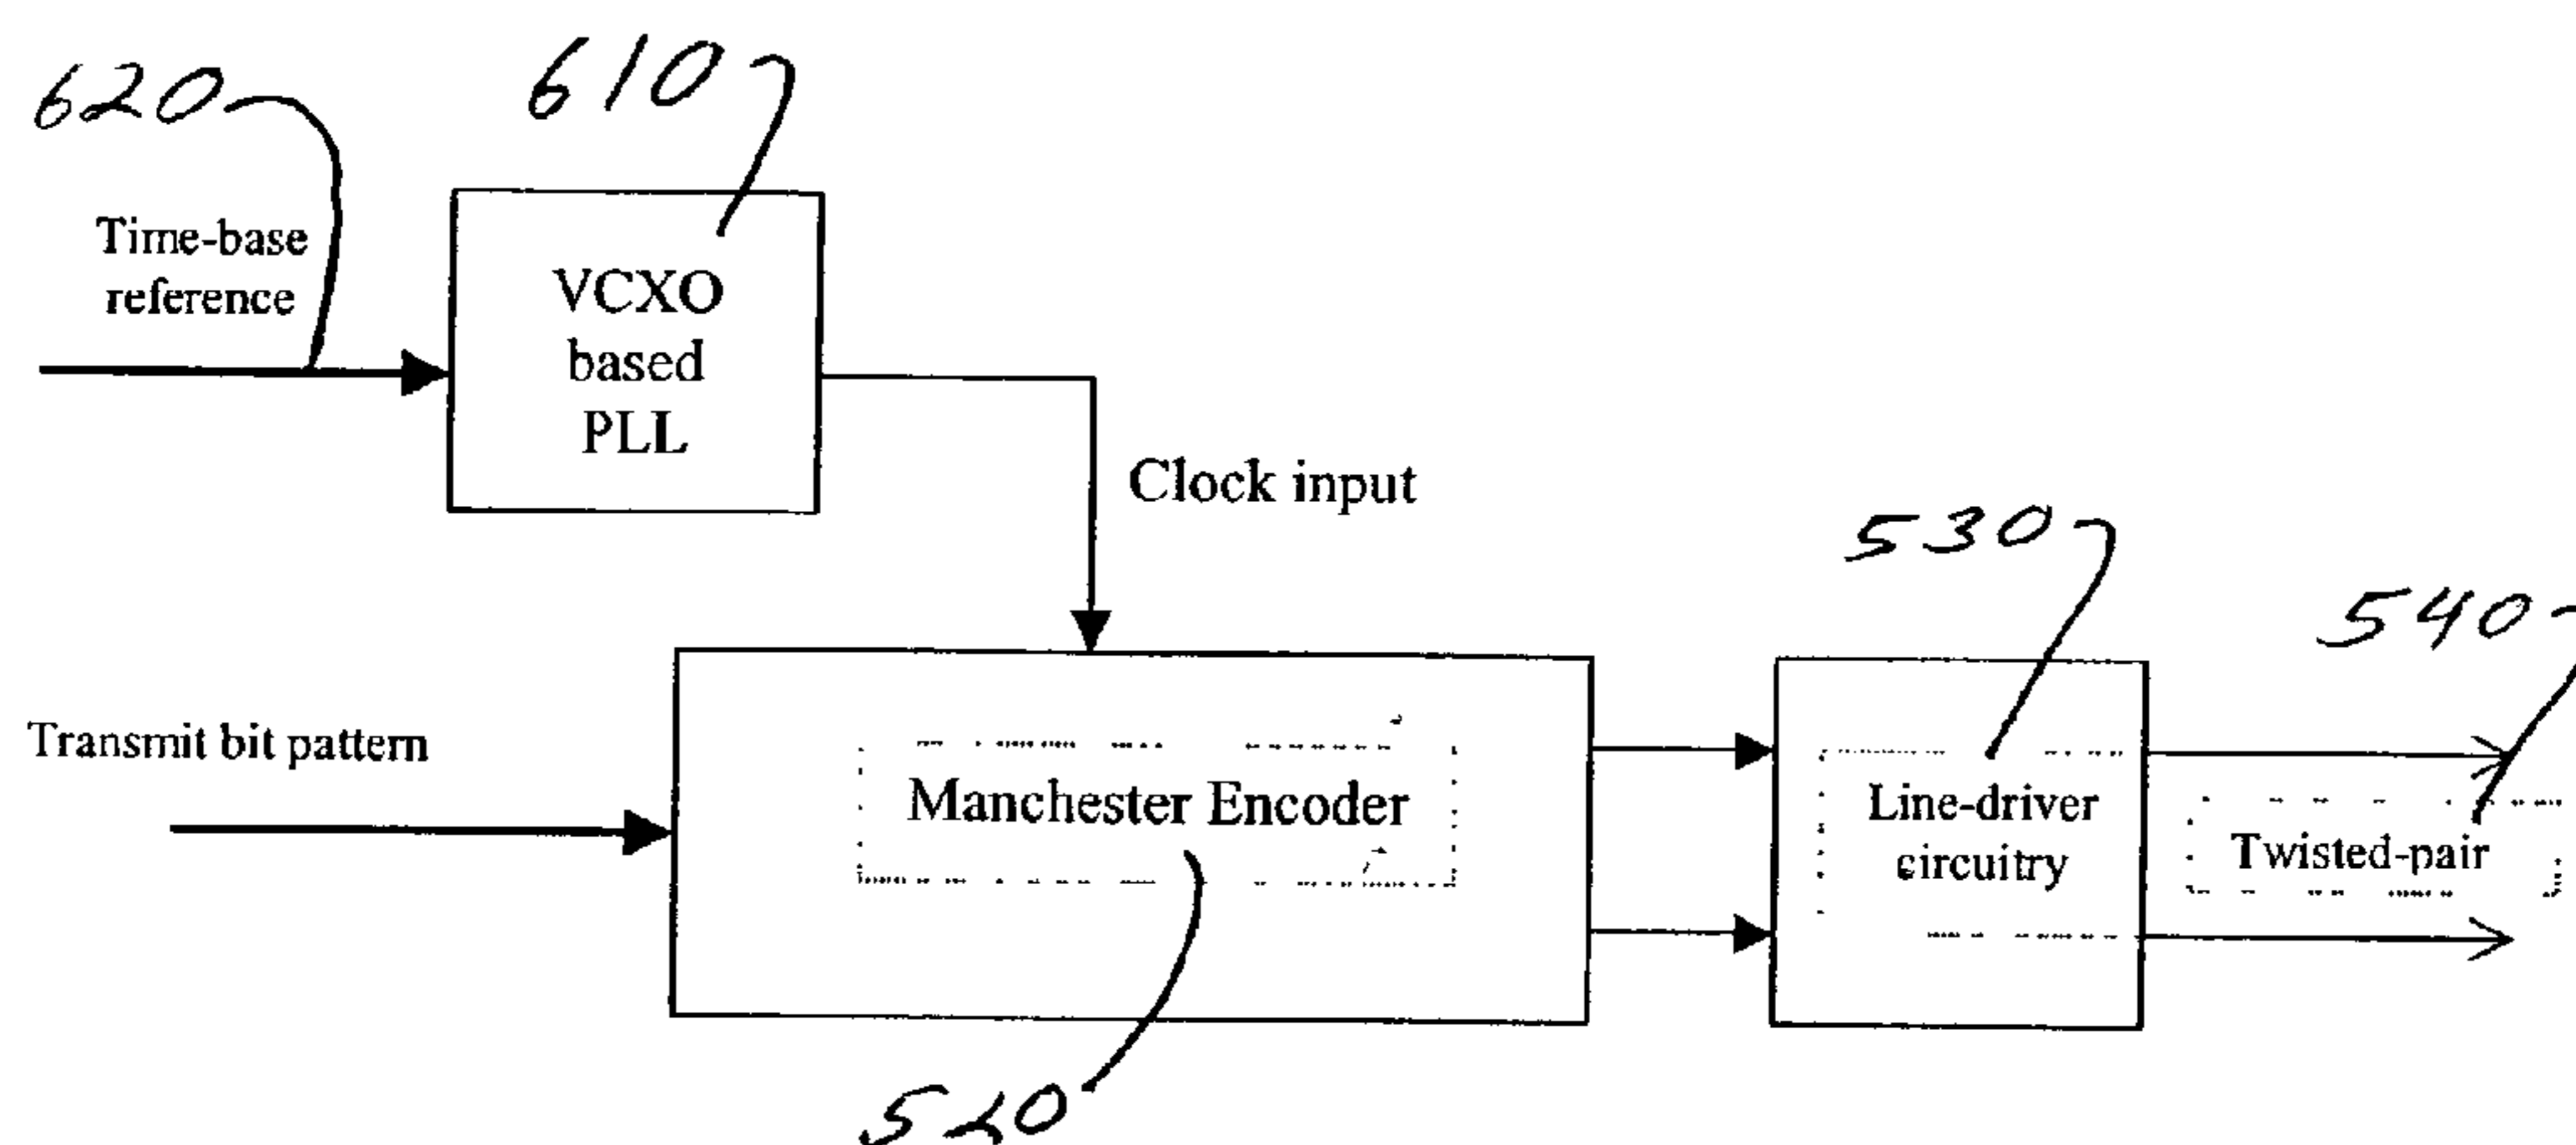 620
610
Time-base
reference
VCXO
based
PLL
Clock input
530
540
Transmit bit pattern
Manchester Encoder
Line-driver
circuitry
Twisted-pair
520